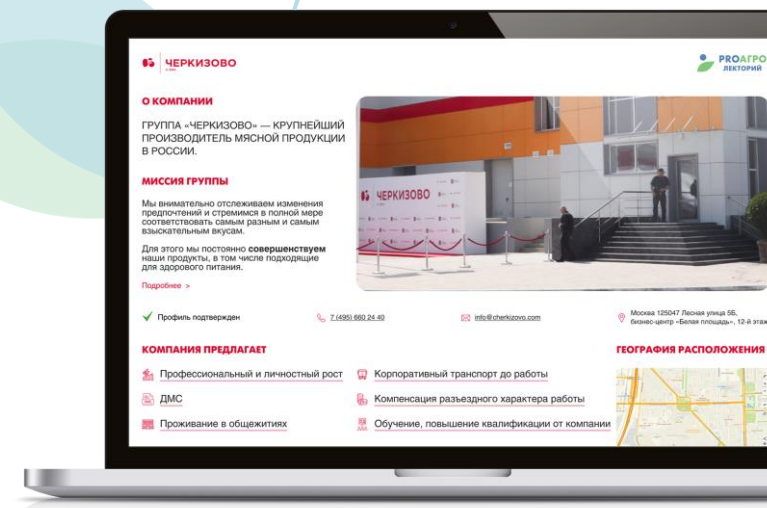 ЧЕРКИЗОВО
PROАГРО
ЛЕКТОРИЙ
О КОМПАНИИ
ГРУППА «ЧЕРКИЗОВО» — КРУПНЕЙШИЙ
ПРОИЗВОДИТЕЛЬ МЯСНОЙ ПРОДУКЦИИ
В РОССИИ.
МИССИЯ ГРУППЫ
Мы внимательно отслеживаем изменения
предпочтений и стремимся в полной мере
соответствовать самым разным и самым
взыскательным вкусам.
Для этого мы постоянно совершенствуем
наши продукты, в том числе подходящие
для здорового питания.
Подробнее >
ЧЕРКИЗОВО
Профиль подтвержден
7 (495) 660 24 40
info@cherkizovo.com
Москва 125047 Лесная улица 5Б,
бизнес-центр «Белая площадь», 12-й этаж
КОМПАНИЯ ПРЕДЛАГАЕТ
ГЕОГРАФИЯ РАСПОЛОЖЕНИЯ
Профессиональный и личностный рост
Корпоративный транспорт до работы
ДМС
Компенсация разъездного характера работы
Проживание в общежитиях
Обучение, повышение квалификации от компании